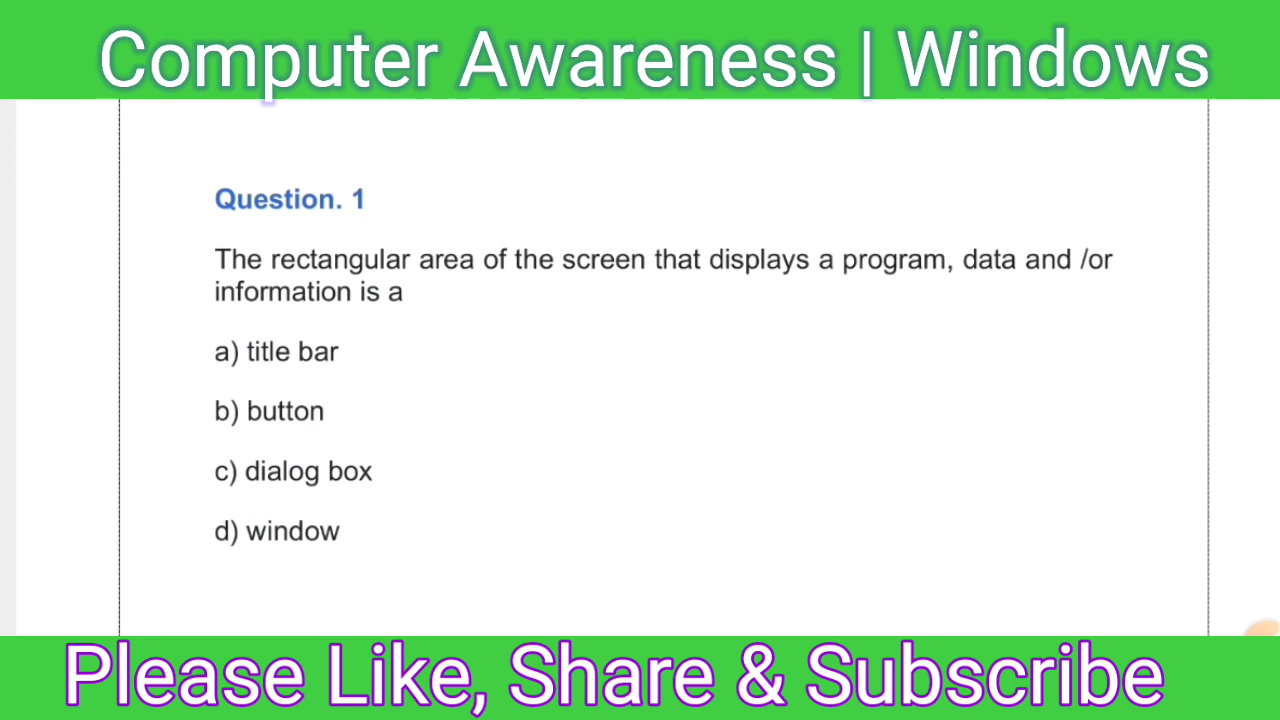 Computer Awareness | Windows
Question. 1
The rectangular area of the screen that displays a program, data and /or
information is a
a) title bar
b) button
c) dialog box
d) window
Please Like, Share & Subscribe